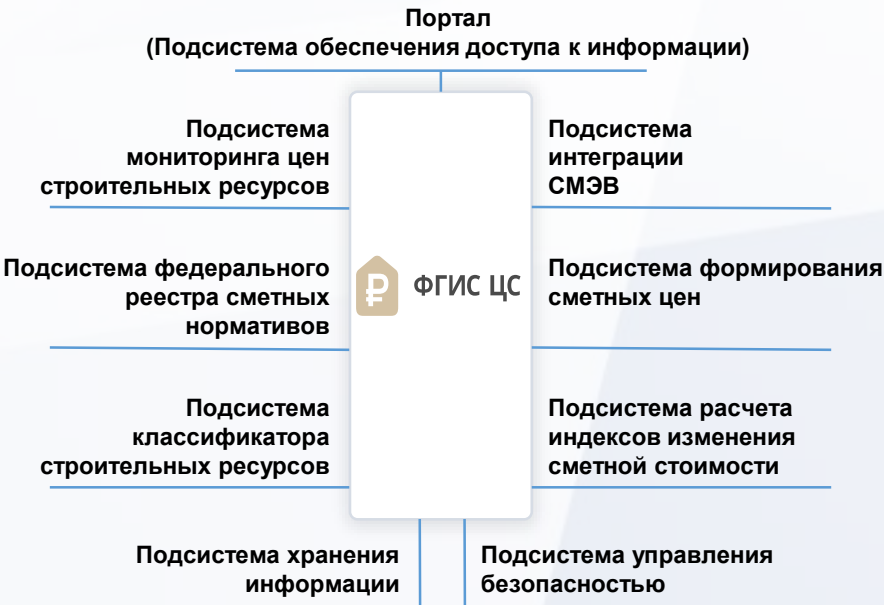 Портал
(Подсистема обеспечения доступа к информации)
Подсистема
мониторинга цен
строительных ресурсов
Подсистема
интеграции
СМЭВ
Подсистема федерального
реестра сметных
нормативов
ФГИС ЦС
Подсистема формирования
сметных цен
Подсистема
классификатора
строительных ресурсов
Подсистема расчета
индексов изменения
сметной стоимости
Подсистема хранения
информации
Подсистема управления
безопасностью